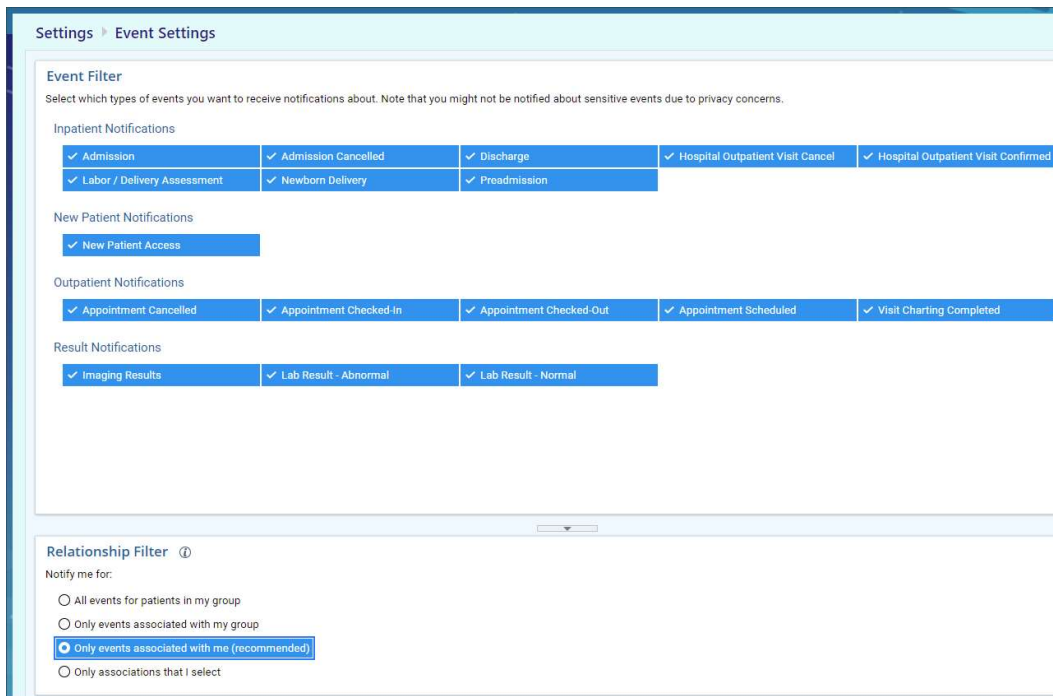 Settings Event Settings
Event Filter
Select which types of events you want to receive notifications about. Note that you might not be notified about sensitive events due to privacy concerns.
Inpatient Notifications
Admission Admission Cancelled Discharge Hospital Outpatient Visit Cancel Hospital Outpatient Visit Confirmed
Labor / Delivery Assessment Newborn Delivery Preadmission
New Patient Notifications
New Patient Access
Outpatient Notifications
Appointment Cancelled Appointment Checked-In Appointment Checked-Out Appointment Scheduled Visit Charting Completed
Result Notifications
Imaging Results Lab Result - Abnormal Lab Result - Normal
Relationship Filter i
Notify me for:
All events for patients in my group
Only events associated with my group
Only events associated with me (recommended)
Only associations that I select